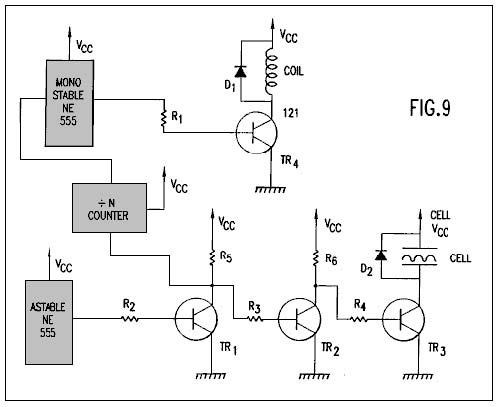 VCC
MONO
STABLE
NE
555
R1
D1
VCC
COIL
121
TR4
FIG.9
÷ N
COUNTER
VCC
VCC
ASTABLE
NE
555
R2
VCC
R5
TR1
R3
VCC
R6
TR2
R4
D2
CELL
VCC
CELL
TR3